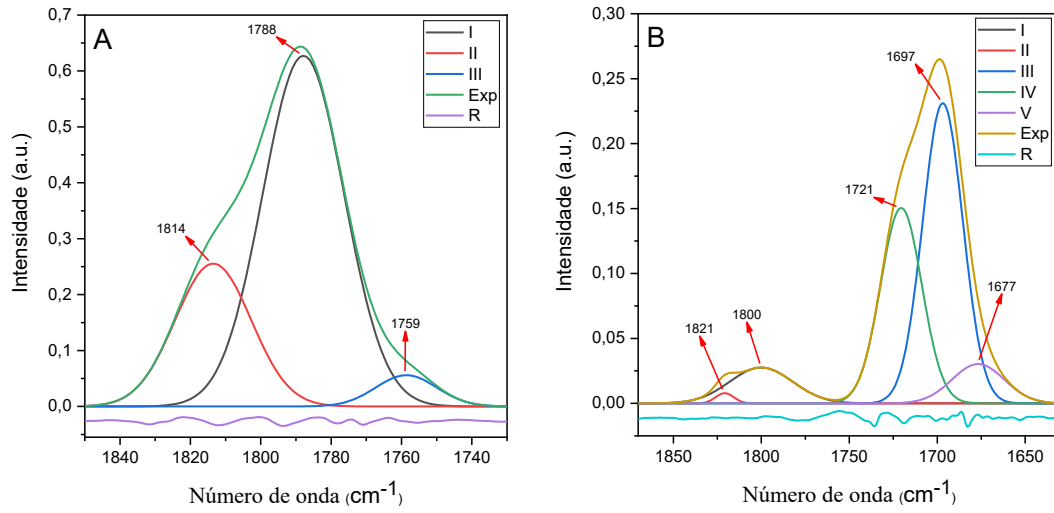 A
0,7
0,6
0,5
0,4
0,3
0,2
0,1
0,0
Intensidade (a.u.)
1788
1814
1759
I
II
III
Exp
R
1840
1820
1800
1780
1760
1740
Número de onda (cm-1)
B
0,30
0,25
0,20
0,15
0,10
0,05
0,00
Intensidade (a.u.)
1697
1721
1677
1821
1800
I
II
III
IV
V
Exp
R
1850
1800
1750
1700
1650
Número de onda (cm-1)